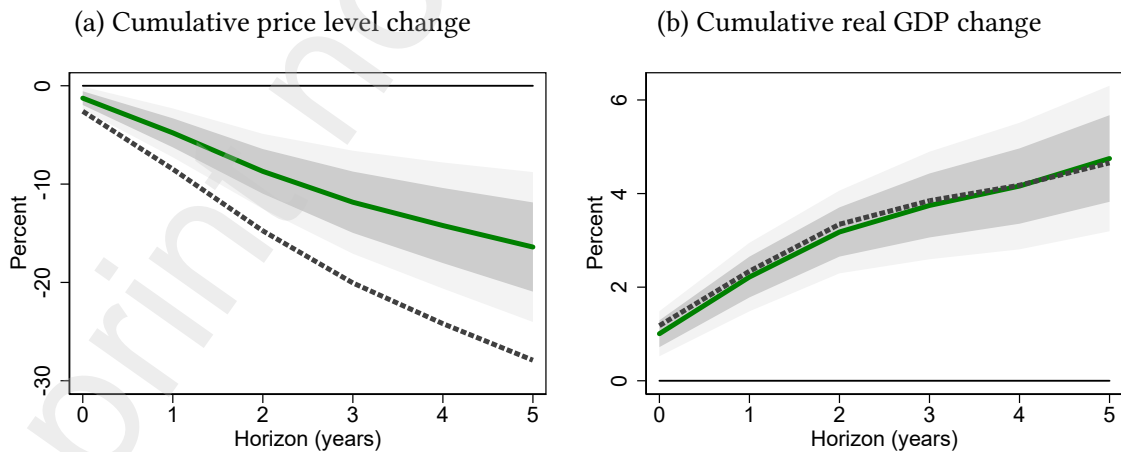 (a) Cumulative price level change
0
-10
-20
-30
Percent
0 1 2 3 4 5
Horizon (years)
(b) Cumulative real GDP change
6
4
2
0
Percent
0 1 2 3 4 5
Horizon (years)